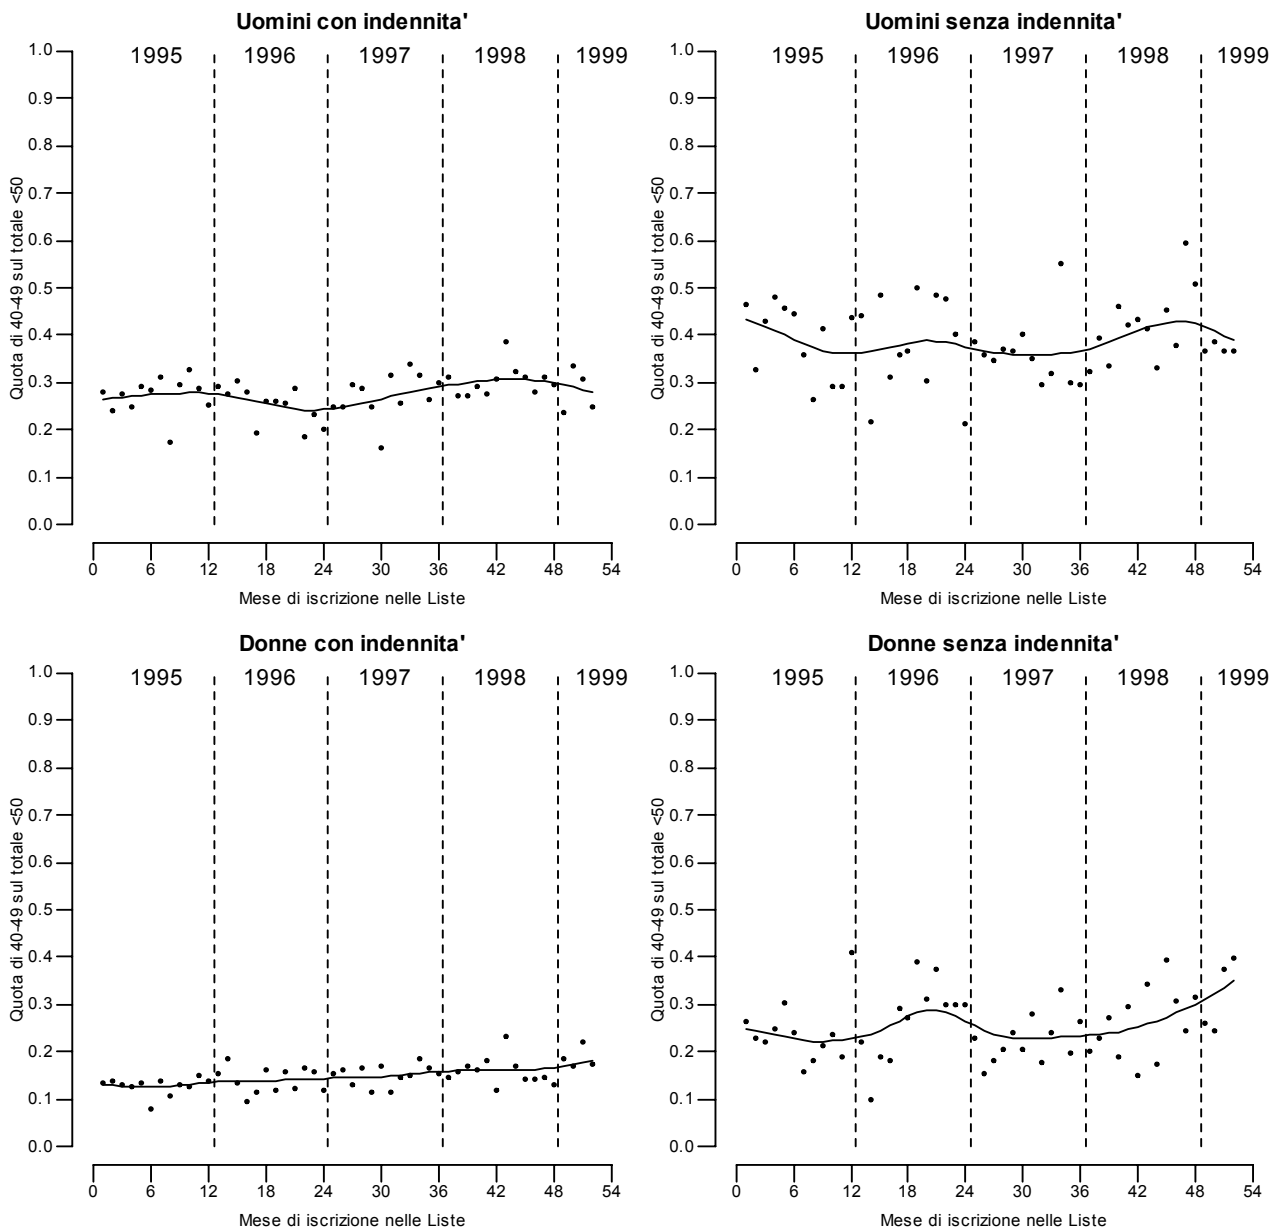 Uomini con indennita'
1995 1996 1997 1998 1999
1.0
0.9
0.8
0.7
0.6
0.5
0.4
0.3
0.2
0.1
0.0
Quota di 40-49 sul totale <50
0 6 12 18 24 30 36 42 48 54
Mese di iscrizione nelle Liste
Uomini senza indennita'
1995 1996 1997 1998 1999
1.0
0.9
0.8
0.7
0.6
0.5
0.4
0.3
0.2
0.1
0.0
Quota di 40-49 sul totale <50
0 6 12 18 24 30 36 42 48 54
Mese di iscrizione nelle Liste
Donne con indennita'
1995 1996 1997 1998 1999
1.0
0.9
0.8
0.7
0.6
0.5
0.4
0.3
0.2
0.1
0.0
Quota di 40-49 sul totale <50
0 6 12 18 24 30 36 42 48 54
Mese di iscrizione nelle Liste
Donne senza indennita'
1995 1996 1997 1998 1999
1.0
0.9
0.8
0.7
0.6
0.5
0.4
0.3
0.2
0.1
0.0
Quota di 40-49 sul totale <50
0 6 12 18 24 30 36 42 48 54
Mese di iscrizione nelle Liste